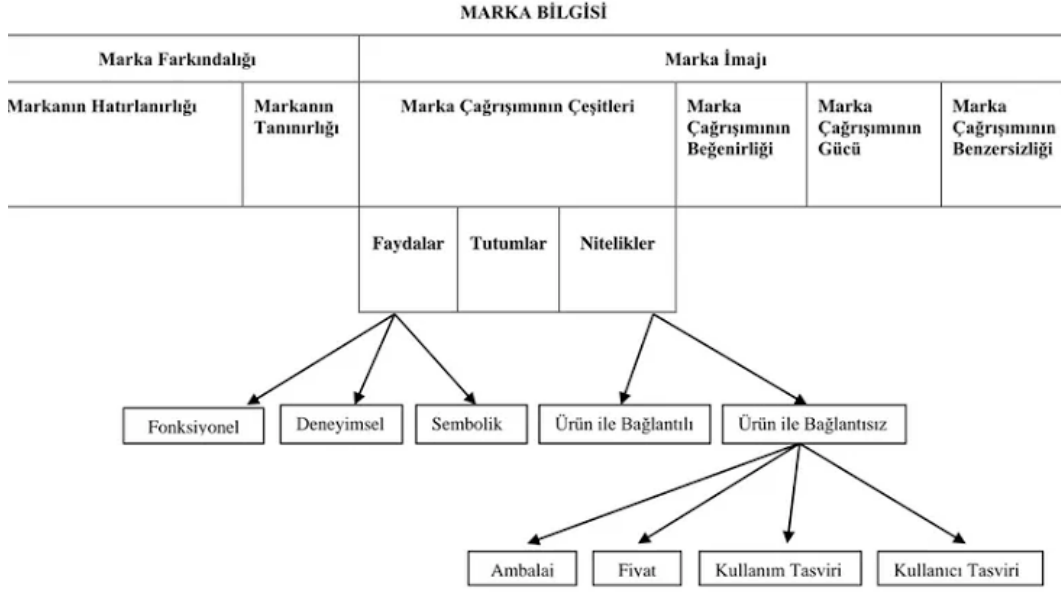 MARKA BİLGİSİ
Marka Farkındalığı
Marka İmajı
Markanın Hatırlanırlığı
Markanın
Tanınırlığı
Marka Çağrışımının Çeşitleri
Marka
Çağrışımının
Beğenirliği
Marka
Çağrışımının
Gücü
Marka
Çağrışımının
Benzersizliği
Faydalar
Tutumlar
Nitelikler
Fonksiyonel
Deneyimsel
Sembolik
Ürün ile Bağlantılı
Ürün ile Bağlantısız
Ambalaj
Fiyat
Kullanım Tasviri
Kullanıcı Tasviri